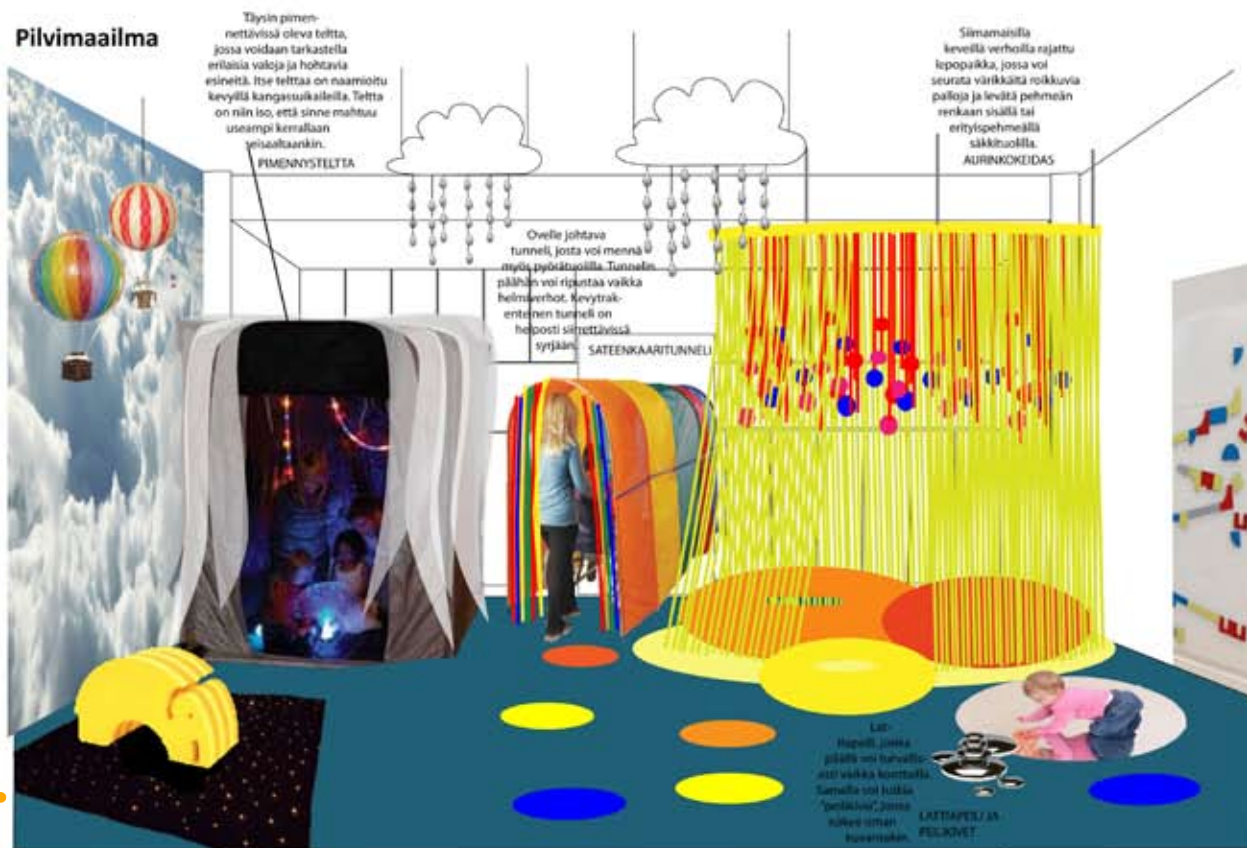 Pilvimaailma
Täysin pimen-
nettävissä oleva teltta,
jossa voidaan tarkastella
erilaisia valoja ja hohtavia
esineitä. Itse telttaa on naamioitu
kevyillä kangassuikaileilla. Teltta
on niin iso, että sinne mahtuu
useampi kerrallaan
seisaaltaankin.
PIMENNYSTELTTA
Siimamaisilla
keveillä verhoilla rajattu
lepopaikka, jossa voi
seurata värikkäitä roikkuvia
palloja ja levätä pehmeän
renkaan sisällä tai
erityispehmeällä
säkkituolilla.
AURINKOKEIDAS
Ovelle johtava
tunneli, josta voi mennä
myös pyörätuolilla. Tunnelin
päähän voi ripustaa vaikka
helmiverhot. Kevytrak-
enteinen tunneli on
helposti siirrettävissä
syrjään.
SATEENKAARITUNNELI
Lat-
tiapeili, jonka
päällä voi turvallis-
esti vaikka konttailla.
Samalla voi tutkia
"peilikiviä", joissa
näkee oman
kuvansakin.
LATTIAPEILI JA
PEILIKIVET